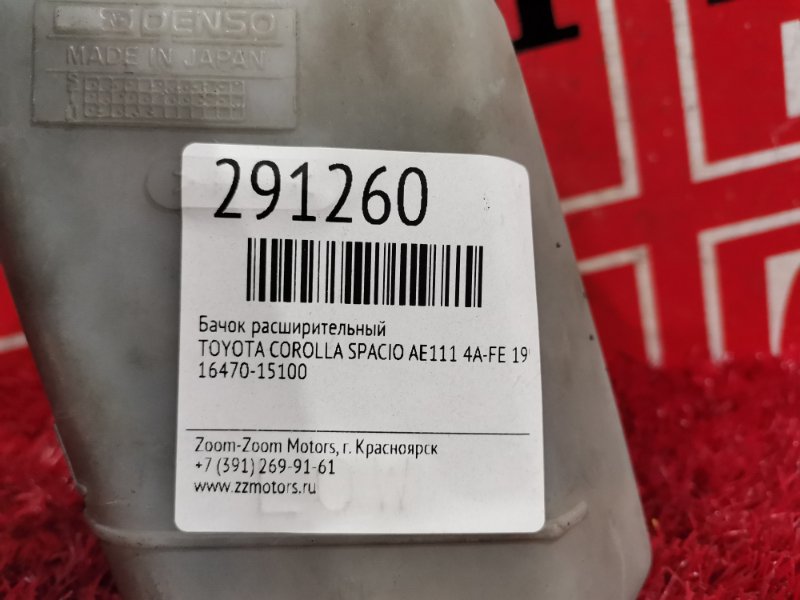 DENSO
MADE IN JAPAN
291260
Бачок расширительный
TOYOTA COROLLA SPACIO AE111 4A-FE 19
16470-15100
Zoom-Zoom Motors, г. Красноярск
+7 (391) 269-91-61
www.zzmotors.ru
LOW